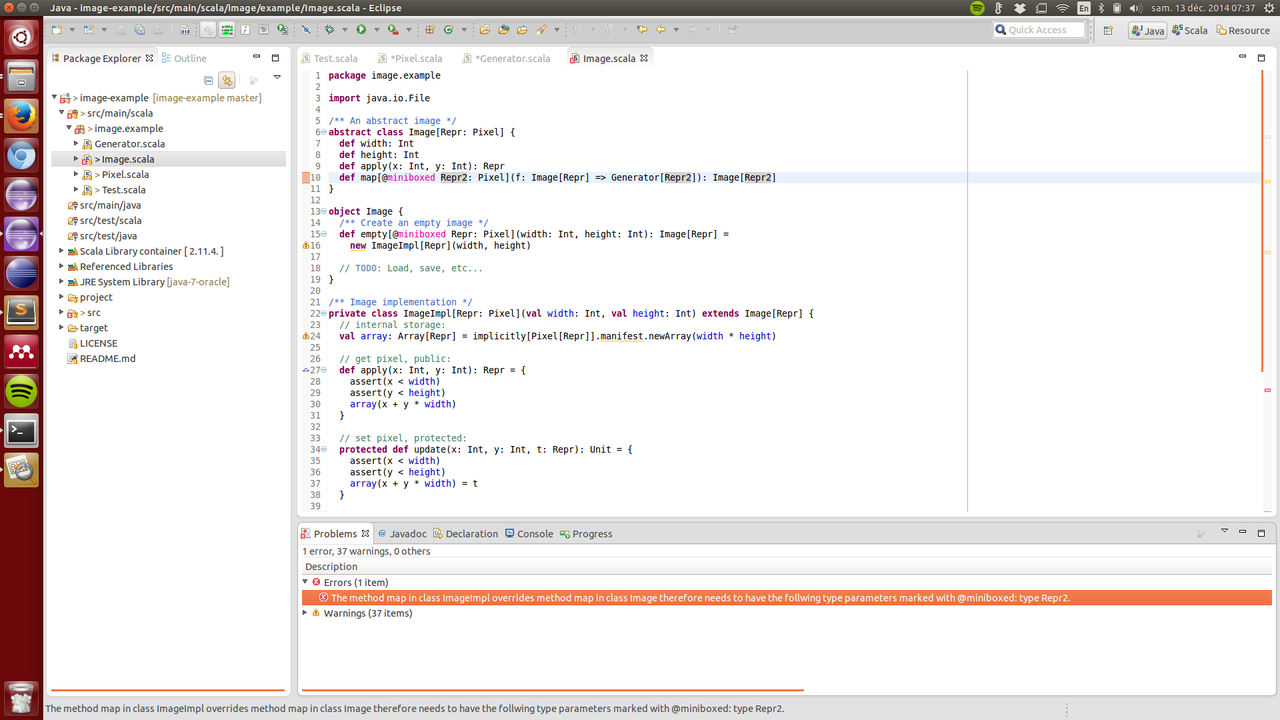 Java - image-example/src/main/scala/image/example/Image.scala - Eclipse
En
sam. 13 déc. 2014 07:37
Quick Access
Java
Scala
Resource
Package Explorer
Outline
> image-example [image-example master]
> src/main/scala
> image.example
Generator.scala
> Image.scala
> Pixel.scala
> Test.scala
src/main/java
src/test/scala
src/test/java
Scala Library container [ 2.11.4. ]
Referenced Libraries
JRE System Library [java-7-oracle]
project
> src
target
LICENSE
README.md
Test.scala
*Pixel.scala
*Generator.scala
Image.scala
1 package image.example
2
3 import java.io.File
4
5 /** An abstract image */
6 abstract class Image[Repr: Pixel] {
7   def width: Int
8   def height: Int
9   def apply(x: Int, y: Int): Repr
10   def map[@miniboxed Repr2: Pixel](f: Image[Repr] => Generator[Repr2]): Image[Repr2]
11 }
12
13 object Image {
14   /** Create an empty image */
15   def empty[@miniboxed Repr: Pixel](width: Int, height: Int): Image[Repr] =
16     new ImageImpl[Repr](width, height)
17
18   // TODO: Load, save, etc...
19 }
20
21 /** Image implementation */
22 private class ImageImpl[Repr: Pixel](val width: Int, val height: Int) extends Image[Repr] {
23   // internal storage:
24   val array: Array[Repr] = implicitly[Pixel[Repr]].manifest.newArray(width * height)
25
26   // get pixel, public:
27   def apply(x: Int, y: Int): Repr = {
28     assert(x < width)
29     assert(y < height)
30     array(x + y * width)
31   }
32
33   // set pixel, protected:
34   protected def update(x: Int, y: Int, t: Repr): Unit = {
35     assert(x < width)
36     assert(y < height)
37     array(x + y * width) = t
38   }
39
Problems
Javadoc
Declaration
Console
Progress
1 error, 37 warnings, 0 others
Description
Errors (1 item)
The method map in class ImageImpl overrides method map in class Image therefore needs to have the follwing type parameters marked with @miniboxed: type Repr2.
Warnings (37 items)
The method map in class ImageImpl overrides method map in class Image therefore needs to have the follwing type parameters marked with @miniboxed: type Repr2.